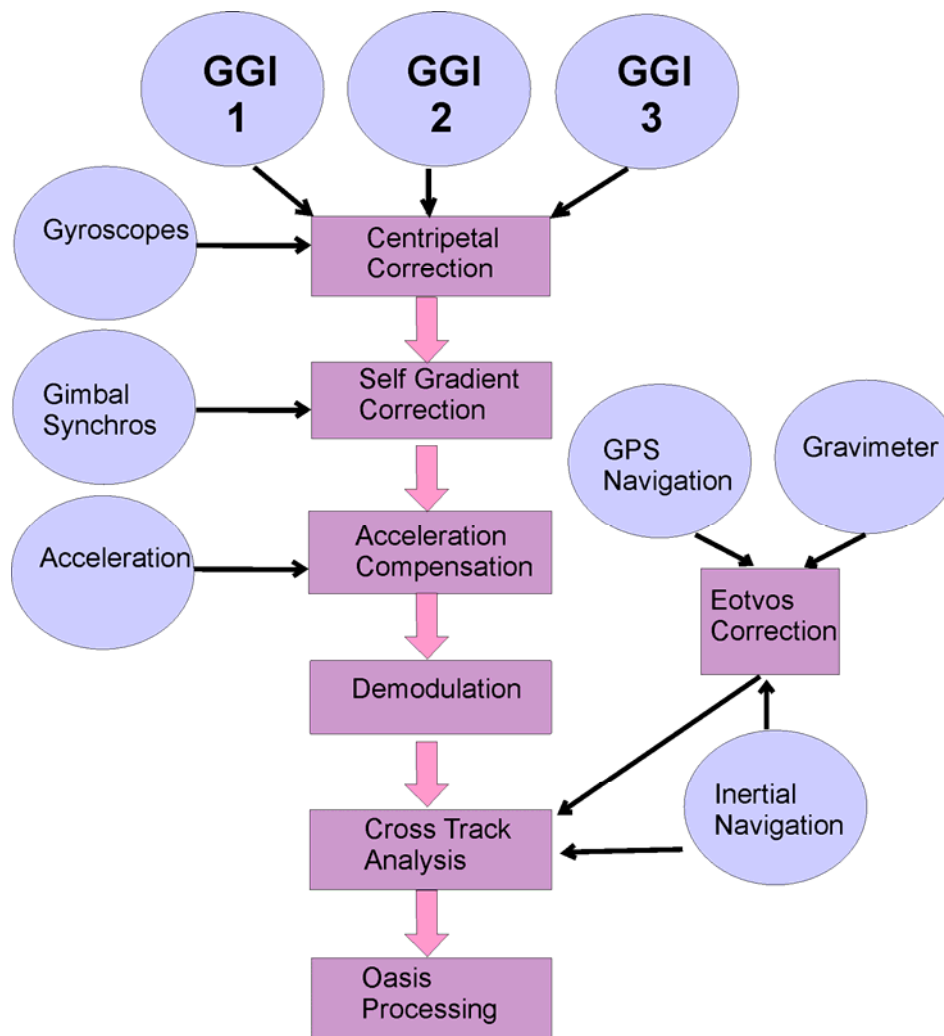 GGI
1
GGI
2
GGI
3
Gyroscopes
Centripetal
Correction
Gimbal
Synchros
Self Gradient
Correction
GPS
Navigation
Gravimeter
Acceleration
Acceleration
Compensation
Eotvos
Correction
Demodulation
Inertial
Navigation
Cross Track
Analysis
Oasis
Processing